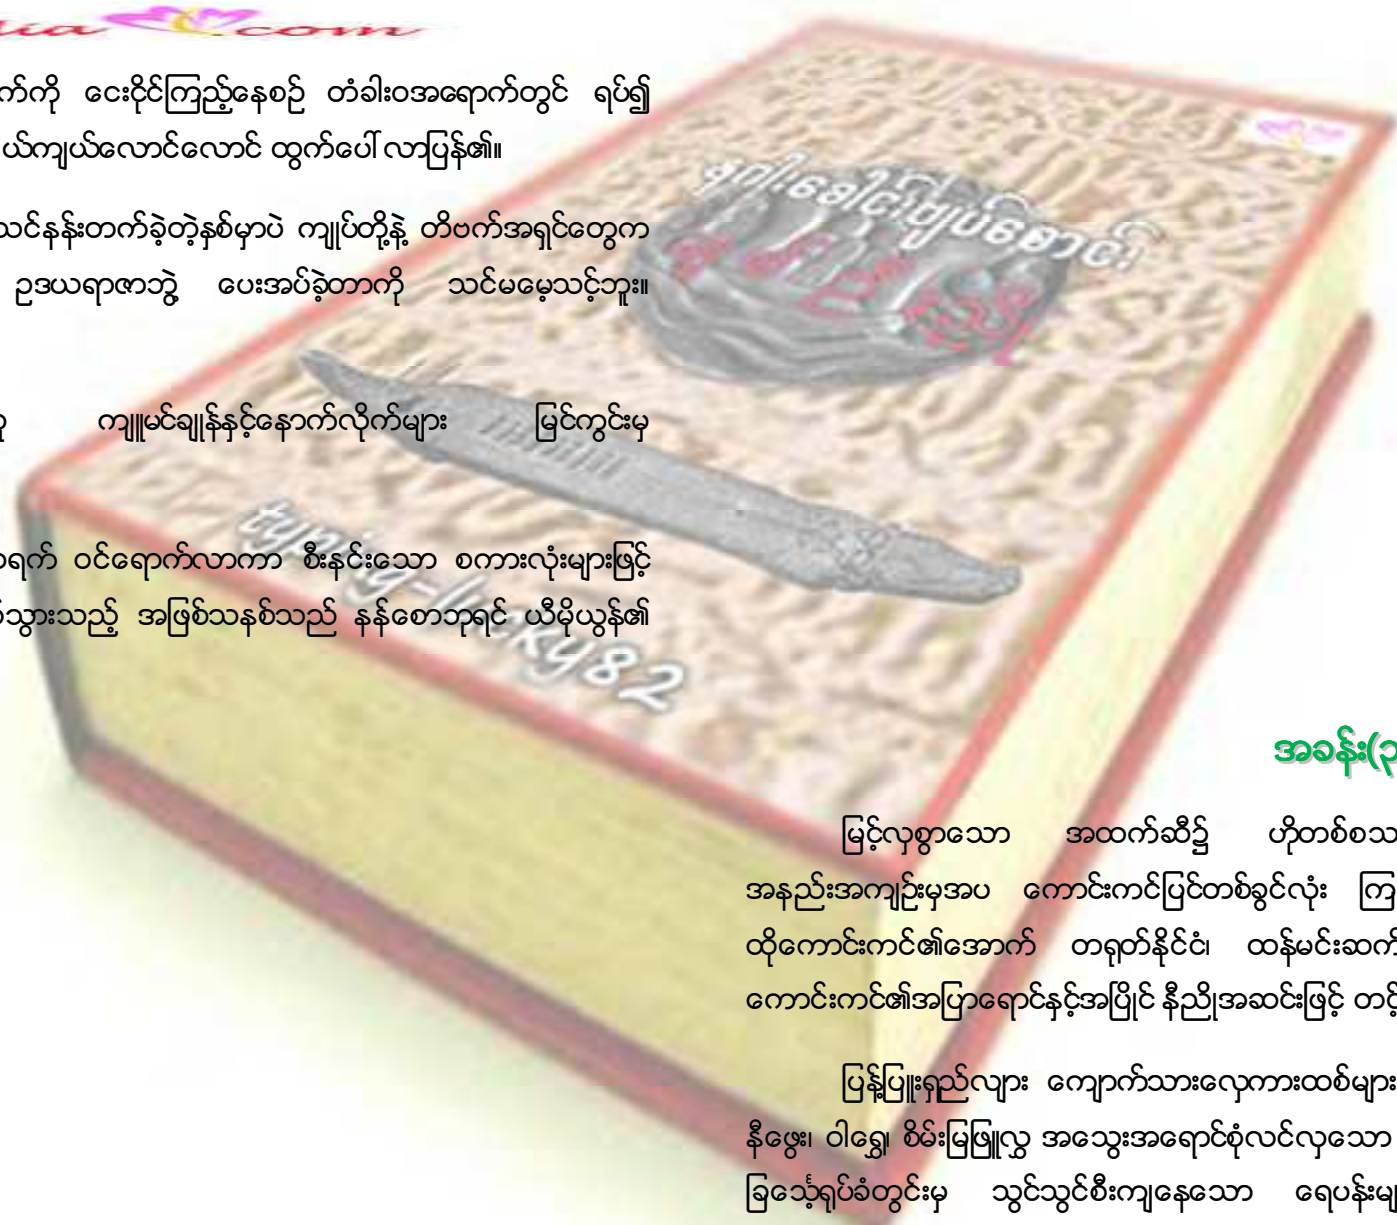 com
က်ကို ငေးငိုင်ကြည့်နေစဉ် တံခါးဝအရောက်တွင် ရပ်၍
ယ်ကျယ်လောင်လောင် ထွက်ပေါ်လာပြန်၏။
သင်နန်းတက်ခဲ့တဲ့နှစ်မှာပဲ ကျုပ်တို့နဲ့ တိဗက်အရှင်တွေက
ဥဒယရာဇာဘွဲ့ ပေးအပ်ခဲ့တာကို သင်မမေ့သင့်ဘူး။
ကျူမင်ချုန်နှင့်နောက်လိုက်များ မြင်ကွင်းမှ
ရက် ဝင်ရောက်လာကာ စီးနင်းသော စကားလုံးများဖြင့်
သွားသည့် အဖြစ်သနစ်သည် နန်စောဘုရင် ယီမိုယွန်၏
typing-lucky82
အခန်း(၃
မြင့်လှစွာသော အထက်ဆီ၌ ဟိုတစ်စသ
အနည်းအကျဉ်းမှအပ ကောင်းကင်ပြင်တစ်ခွင်လုံး ကြ
ထိုကောင်းကင်၏အောက် တရုတ်နိုင်ငံ၊ ထန်မင်းဆက်
ကောင်းကင်၏အပြာရောင်နှင့်အပြိုင် နီညိုအဆင်းဖြင့် တင့်
ပြန့်ပြူးရှည်လျား ကျောက်သားလှေကားထစ်များ
နီဖွေး၊ ဝါရွှေ၊ စိမ်းမြဖြူလွှ အသွေးအရောင်စုံလင်လှသော
ခြင်္သေ့ရုပ်ခံတွင်းမှ သွင်သွင်စီးကျနေသော ရေပန်းမျ